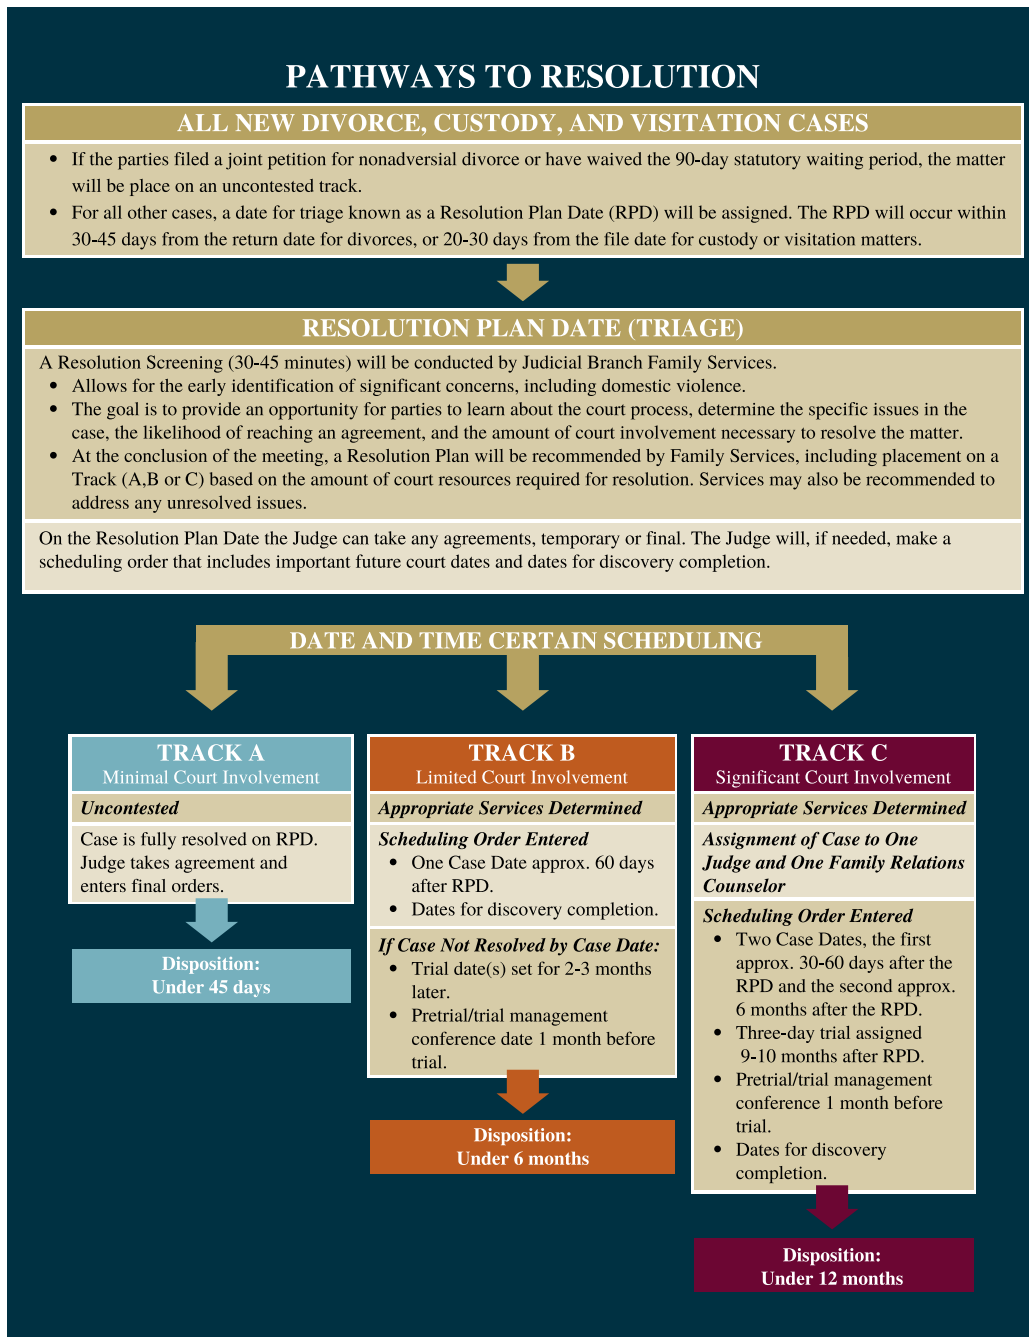 PATHWAYS TO RESOLUTION
ALL NEW DIVORCE, CUSTODY, AND VISITATION CASES
• If the parties filed a joint petition for nonadversial divorce or have waived the 90-day statutory waiting period, the matter
will be place on an uncontested track.
• For all other cases, a date for triage known as a Resolution Plan Date (RPD) will be assigned. The RPD will occur within
30-45 days from the return date for divorces, or 20-30 days from the file date for custody or visitation matters.
RESOLUTION PLAN DATE (TRIAGE)
A Resolution Screening (30-45 minutes) will be conducted by Judicial Branch Family Services.
• Allows for the early identification of significant concerns, including domestic violence.
• The goal is to provide an opportunity for parties to learn about the court process, determine the specific issues in the
case, the likelihood of reaching an agreement, and the amount of court involvement necessary to resolve the matter.
• At the conclusion of the meeting, a Resolution Plan will be recommended by Family Services, including placement on a
Track (A,B or C) based on the amount of court resources required for resolution. Services may also be recommended to
address any unresolved issues.
On the Resolution Plan Date the Judge can take any agreements, temporary or final. The Judge will, if needed, make a
scheduling order that includes important future court dates and dates for discovery completion.
DATE AND TIME CERTAIN SCHEDULING
TRACK A
Minimal Court Involvement
Uncontested
Case is fully resolved on RPD.
Judge takes agreement and
enters final orders.
Disposition:
Under 45 days
TRACK B
Limited Court Involvement
Appropriate Services Determined
Scheduling Order Entered
• One Case Date approx. 60 days
after RPD.
• Dates for discovery completion.
If Case Not Resolved by Case Date:
• Trial date(s) set for 2-3 months
later.
• Pretrial/trial management
conference date 1 month before
trial.
Disposition:
Under 6 months
TRACK C
Significant Court Involvement
Appropriate Services Determined
Assignment of Case to One
Judge and One Family Relations
Counselor
Scheduling Order Entered
• Two Case Dates, the first
approx. 30-60 days after the
RPD and the second approx.
6 months after the RPD.
• Three-day trial assigned
9-10 months after RPD.
• Pretrial/trial management
conference 1 month before
trial.
• Dates for discovery
completion.
Disposition:
Under 12 months